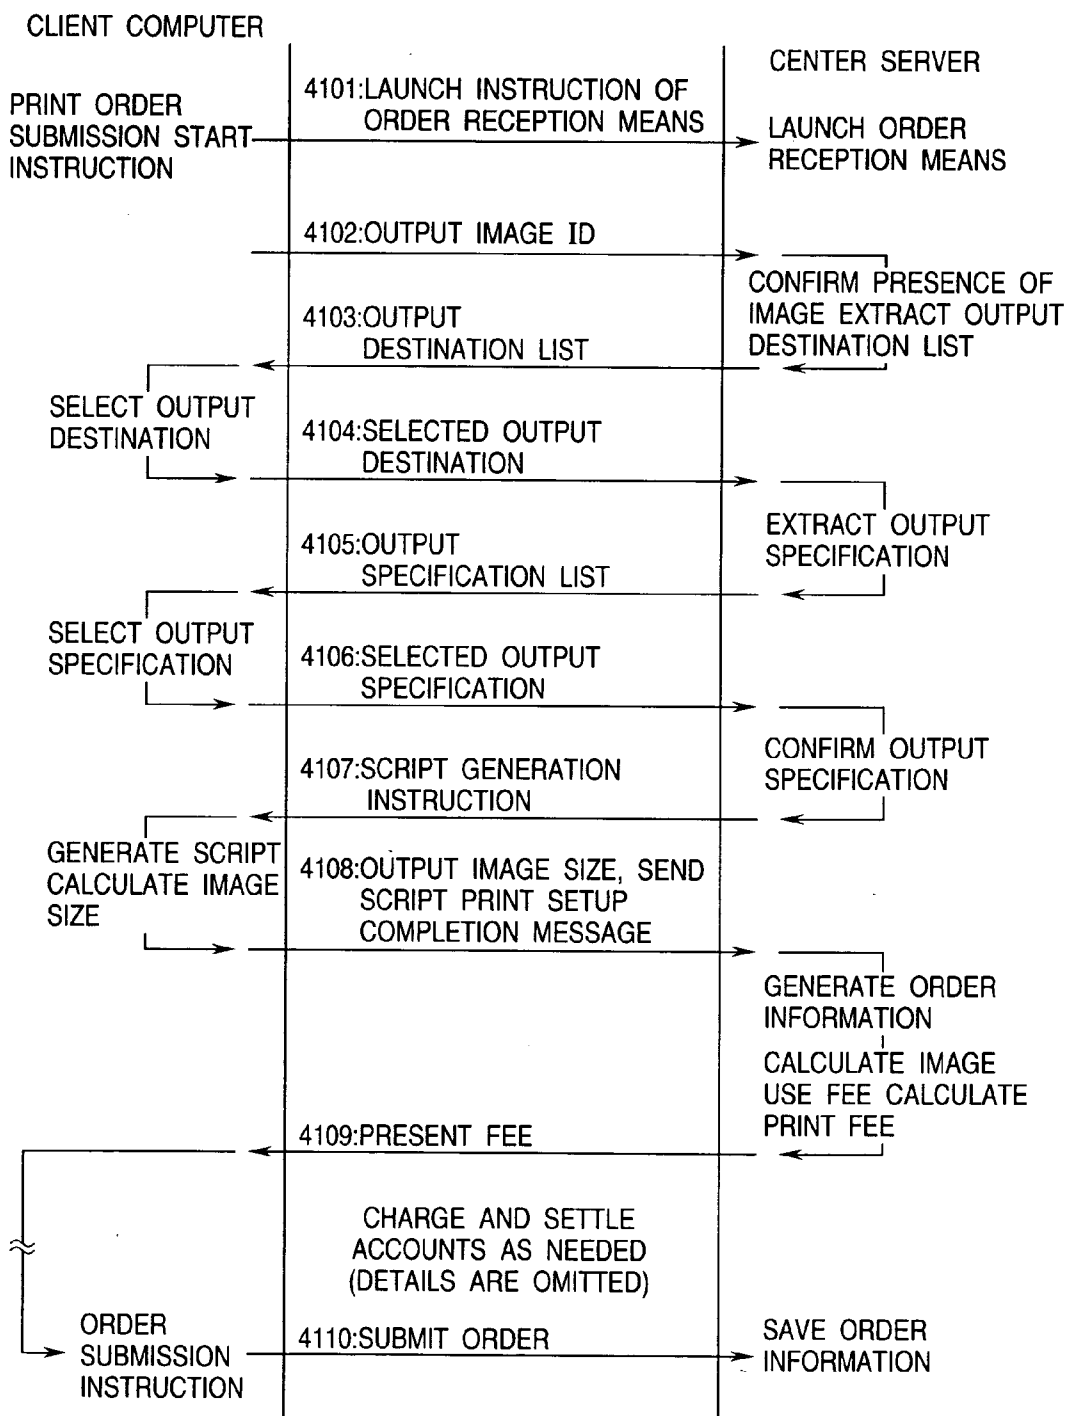 CLIENT COMPUTER
CENTER SERVER
PRINT ORDER
SUBMISSION START
INSTRUCTION
4101:LAUNCH INSTRUCTION OF
ORDER RECEPTION MEANS
LAUNCH ORDER
RECEPTION MEANS
4102:OUTPUT IMAGE ID
CONFIRM PRESENCE OF
IMAGE EXTRACT OUTPUT
DESTINATION LIST
4103:OUTPUT
DESTINATION LIST
SELECT OUTPUT
DESTINATION
4104:SELECTED OUTPUT
DESTINATION
EXTRACT OUTPUT
SPECIFICATION
4105:OUTPUT
SPECIFICATION LIST
SELECT OUTPUT
SPECIFICATION
4106:SELECTED OUTPUT
SPECIFICATION
CONFIRM OUTPUT
SPECIFICATION
4107:SCRIPT GENERATION
INSTRUCTION
GENERATE SCRIPT
CALCULATE IMAGE
SIZE
4108:OUTPUT IMAGE SIZE, SEND
SCRIPT PRINT SETUP
COMPLETION MESSAGE
GENERATE ORDER
INFORMATION
CALCULATE IMAGE
USE FEE CALCULATE
PRINT FEE
4109:PRESENT FEE
CHARGE AND SETTLE
ACCOUNTS AS NEEDED
(DETAILS ARE OMITTED)
ORDER
SUBMISSION
INSTRUCTION
4110:SUBMIT ORDER
SAVE ORDER
INFORMATION